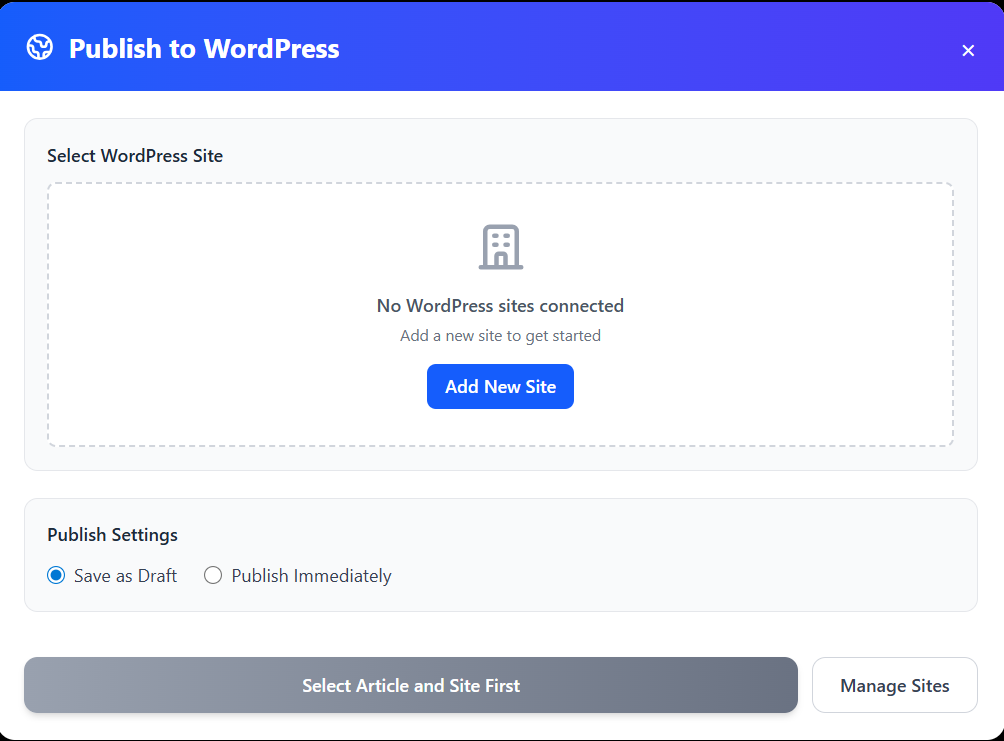 Publish to WordPress
Select WordPress Site
No WordPress sites connected
Add a new site to get started
Add New Site
Publish Settings
Save as Draft
Publish Immediately
Select Article and Site First
Manage Sites